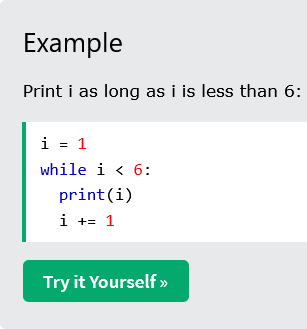 Example
Print i as long as i is less than 6:
i = 1
while i < 6:
  print(i)
  i += 1
Try it Yourself »